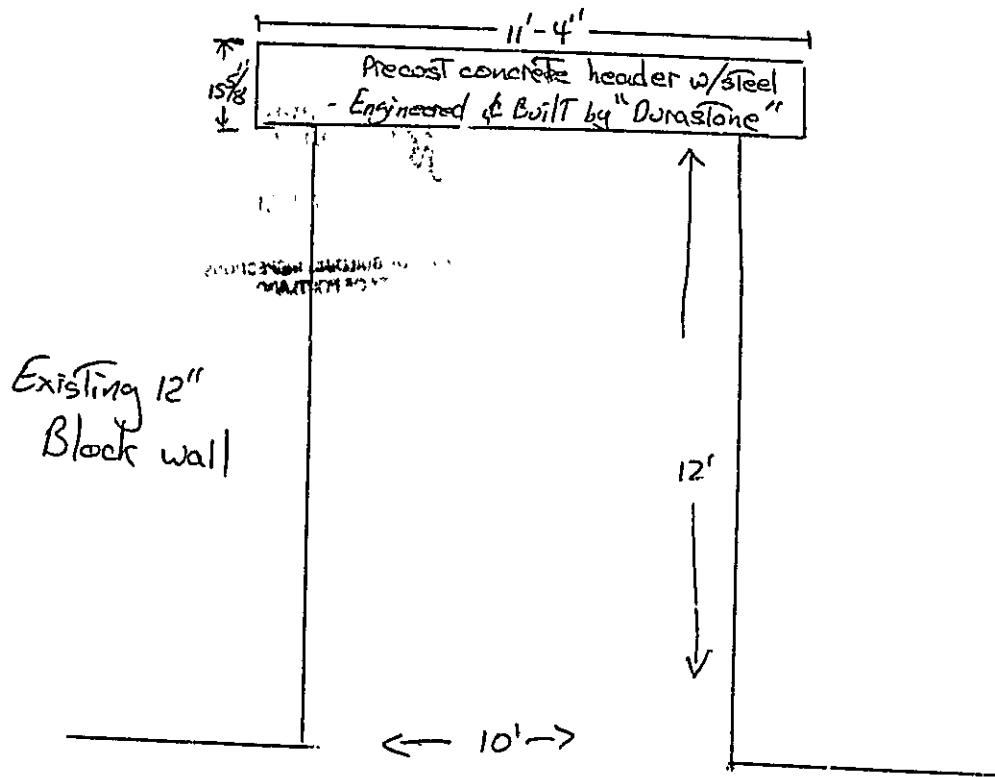 11'-4"
15 5/8"
Precast concrete header w/steel
- Engineered & Built by "Durastone"
Existing 12"
Block wall
12'
10'